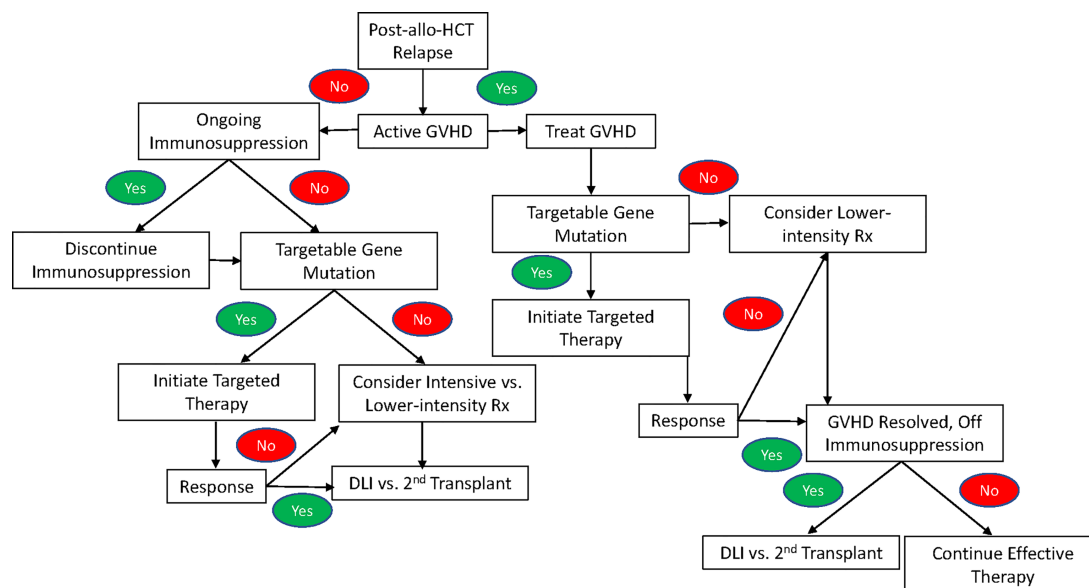 Post-allo-HCT
Relapse
No
Yes
Ongoing
Immunosuppression
Active GVHD
Treat GVHD
Yes
No
No
Targetable Gene
Mutation
Consider Lower-
intensity Rx
Discontinue
Immunosuppression
Targetable Gene
Mutation
Yes
Yes
No
No
Initiate Targeted
Therapy
Initiate Targeted
Therapy
Consider Intensive vs.
Lower-intensity Rx
Response
GVHD Resolved, Off
Immunosuppression
No
Yes
Response
DLI vs. 2nd Transplant
Yes
Yes
No
DLI vs. 2nd Transplant
Continue Effective
Therapy